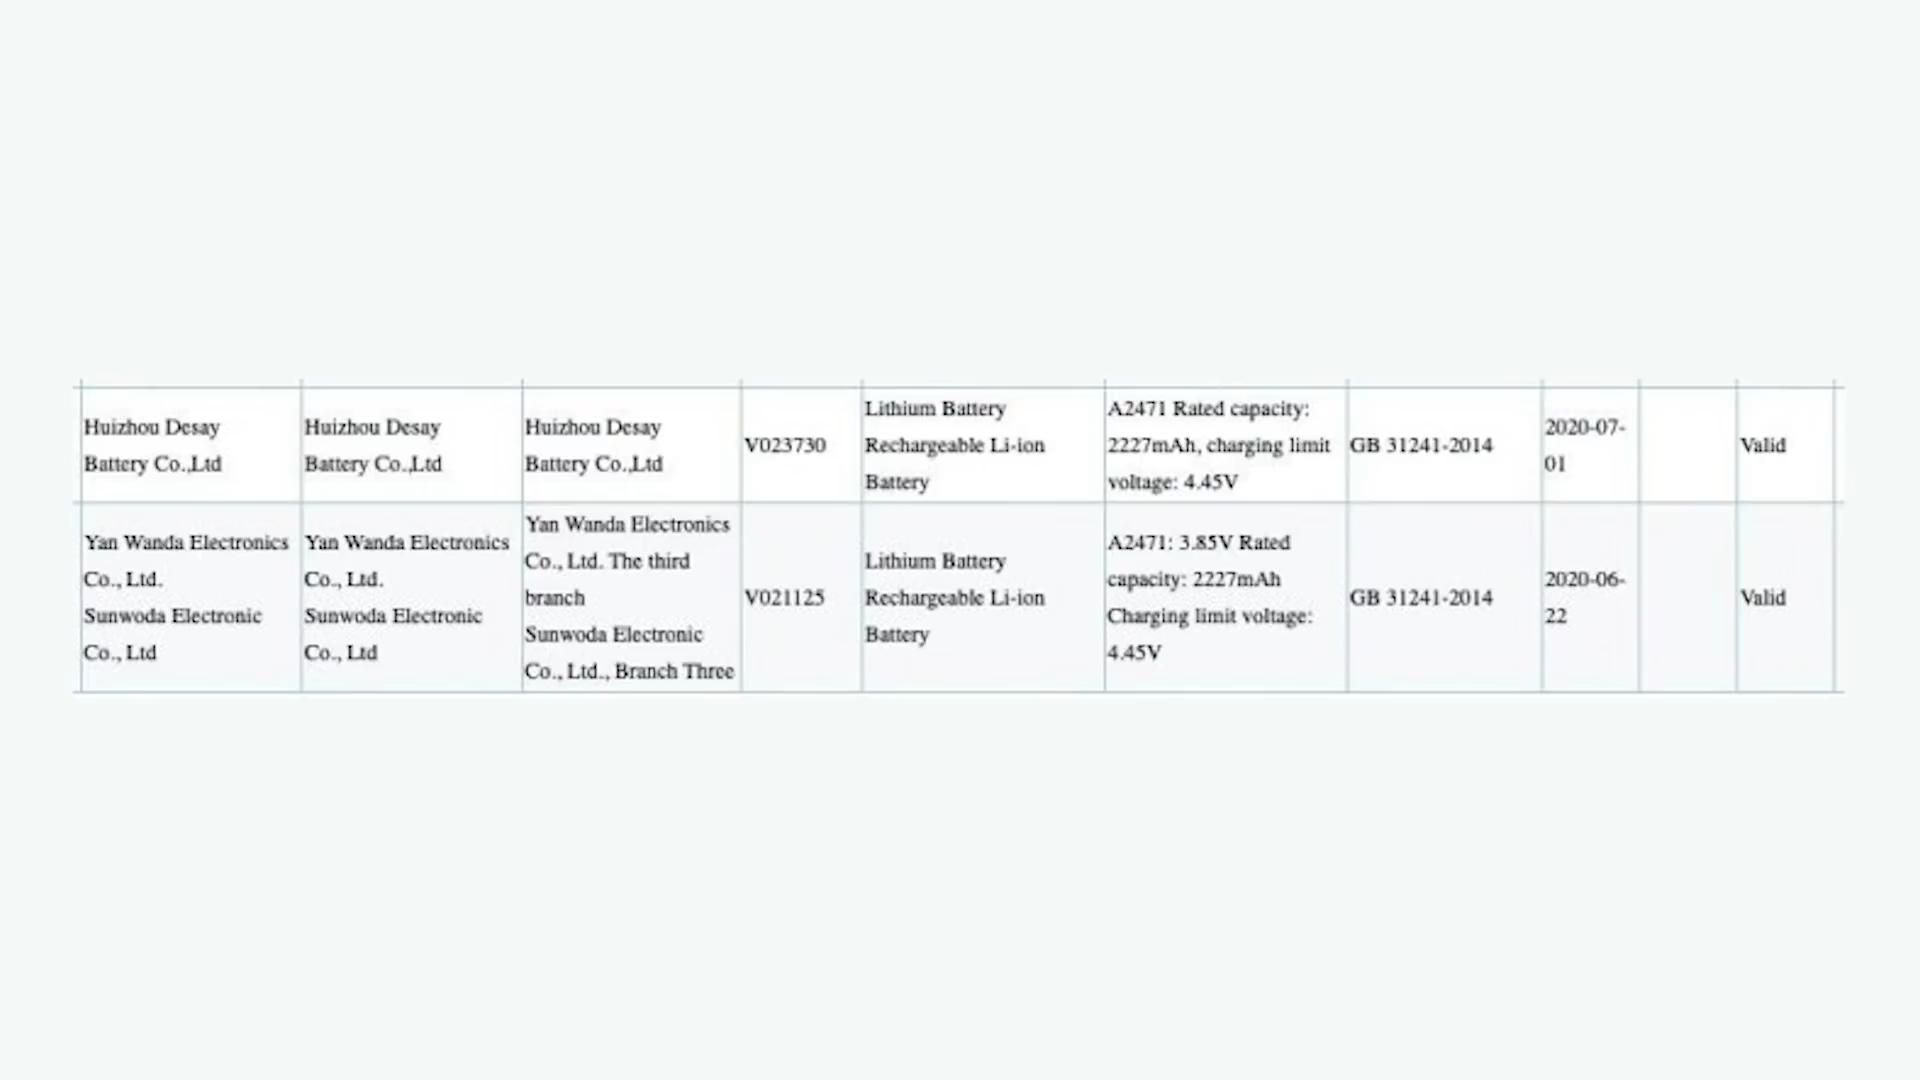 Huizhou Desay
Battery Co.,Ltd
Huizhou Desay
Battery Co.,Ltd
Huizhou Desay
Battery Co.,Ltd
V023730
Lithium Battery
Rechargeable Li-ion
Battery
A2471 Rated capacity:
2227mAh, charging limit
voltage: 4.45V
GB 31241-2014
2020-07-
01
Valid
Yan Wanda Electronics
Co., Ltd.
Sunwoda Electronic
Co., Ltd
Yan Wanda Electronics
Co., Ltd.
Sunwoda Electronic
Co., Ltd
Yan Wanda Electronics
Co., Ltd. The third
branch
Sunwoda Electronic
Co., Ltd., Branch Three
V021125
Lithium Battery
Rechargeable Li-ion
Battery
A2471: 3.85V Rated
capacity: 2227mAh
Charging limit voltage:
4.45V
GB 31241-2014
2020-06-
22
Valid